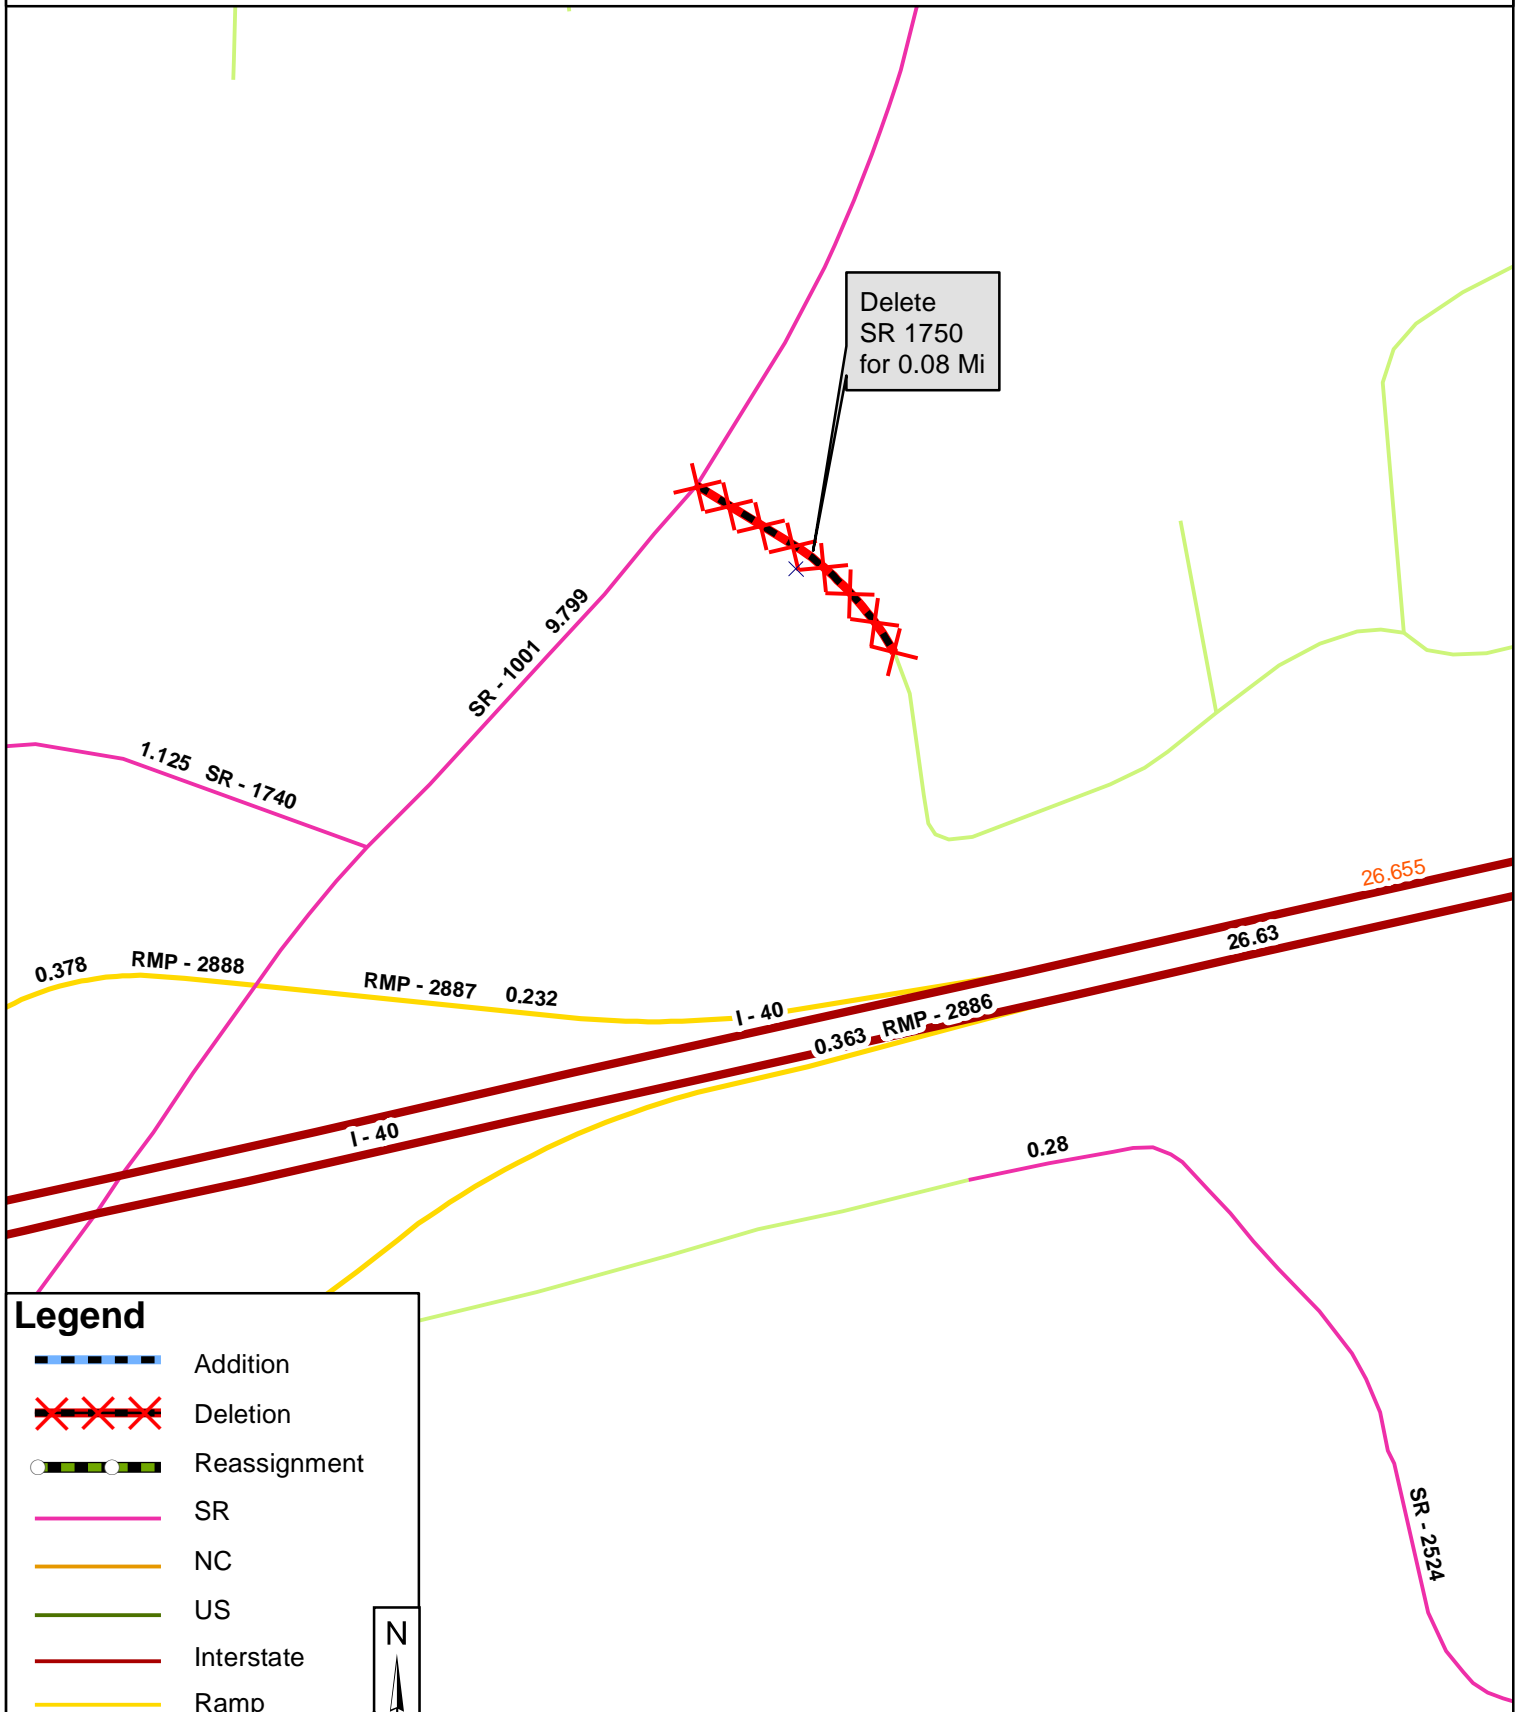 Delete
SR 1750
for 0.08 Mi
SR - 1001 9.799
1.125 SR - 1740
26.655
26.63
0.378 RMP - 2888
RMP - 2887 0.232
I - 40
0.363 RMP - 2886
I - 40
0.28
SR - 2524
Legend
Addition
Deletion
Reassignment
SR
NC
US
Interstate
Ramp
N